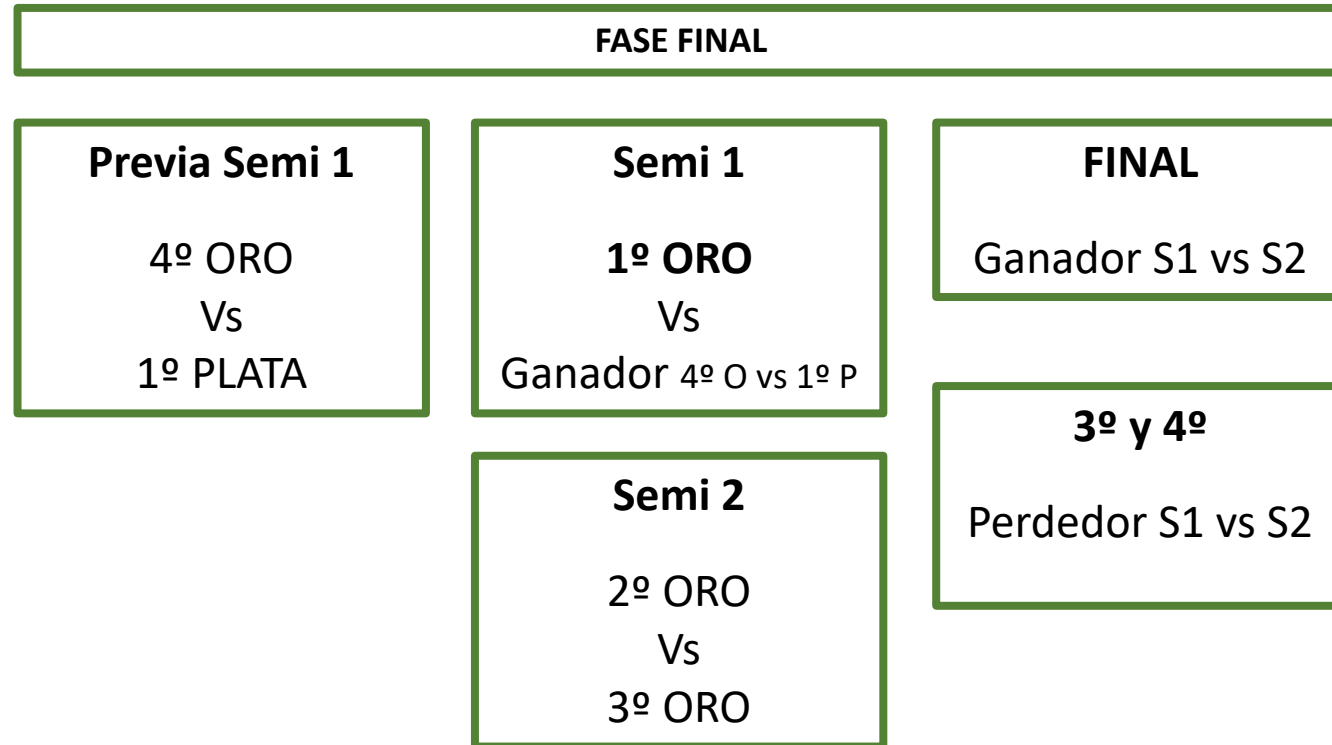 FASE FINAL
Previa Semi 1
4º ORO
Vs
1º PLATA
Semi 1
1º ORO
Vs
Ganador 4º O vs 1º P
Semi 2
2º ORO
Vs
3º ORO
FINAL
Ganador S1 vs S2
3º y 4º
Perdedor S1 vs S2